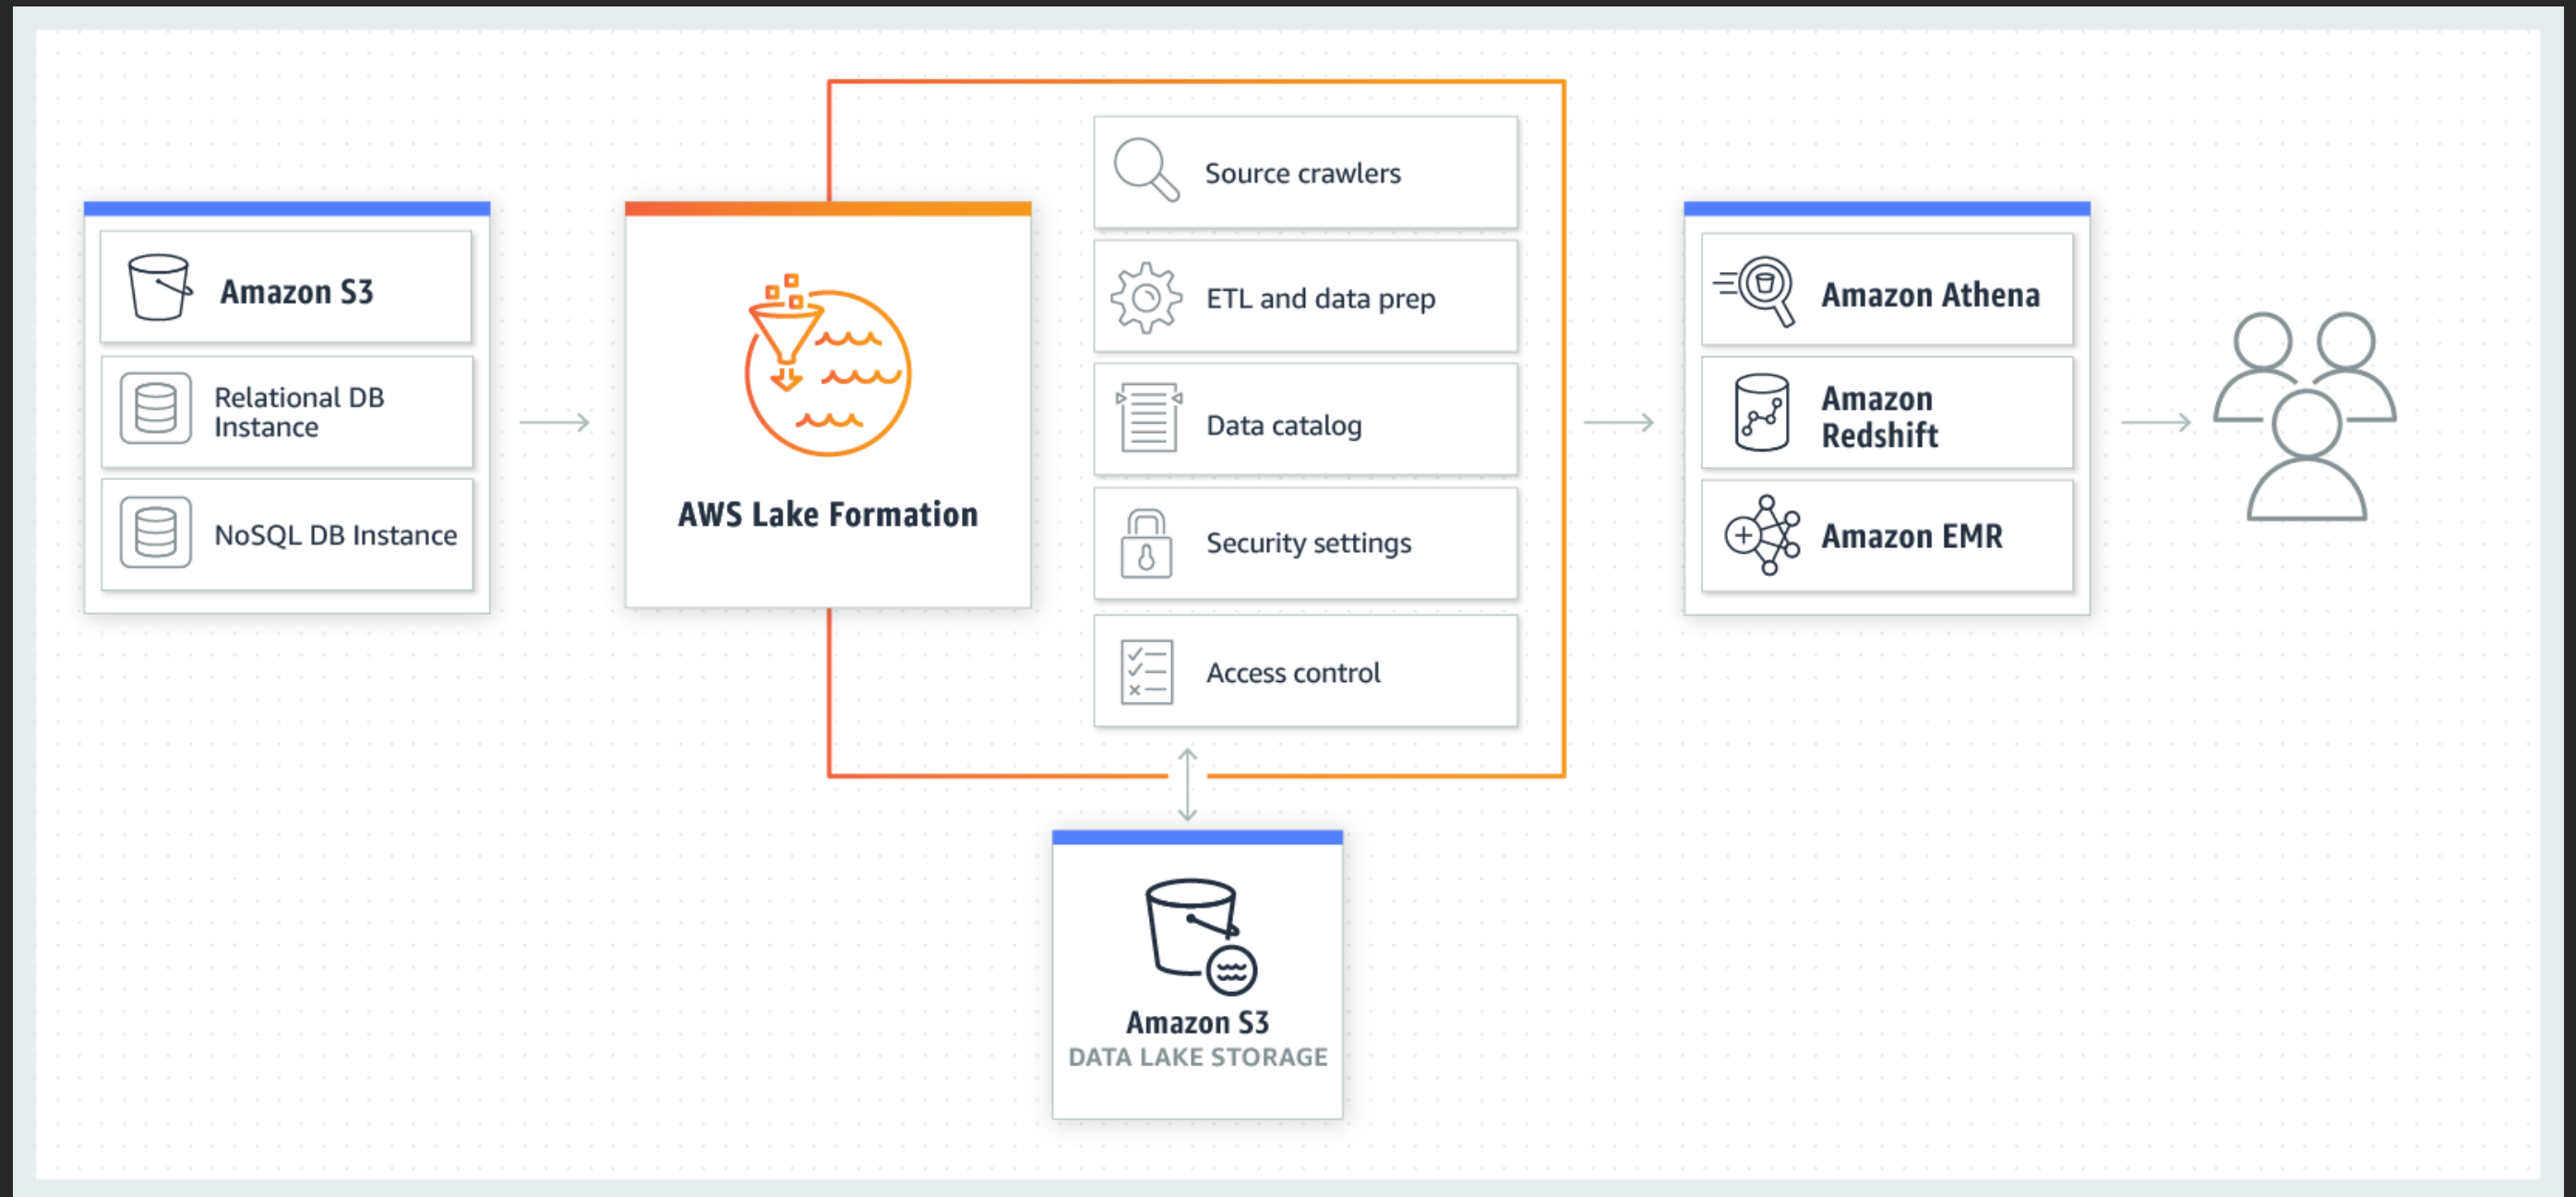 Amazon S3
Relational DB
Instance
NoSQL DB Instance
AWS Lake Formation
Source crawlers
ETL and data prep
Data catalog
Security settings
Access control
Amazon S3
DATA LAKE STORAGE
Amazon Athena
Amazon
Redshift
Amazon EMR